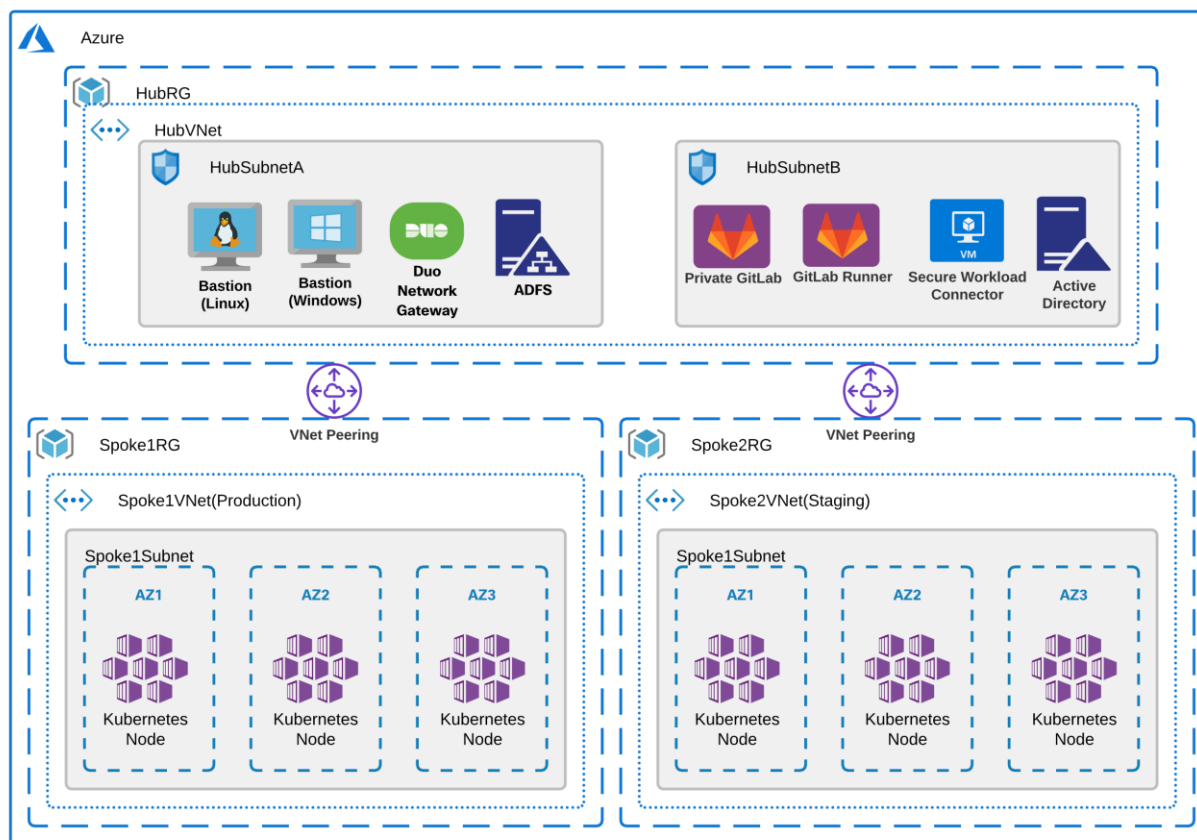 Azure
HubRG
HubVNet
HubSubnetA
Bastion
(Linux)
Bastion
(Windows)
DUO
Duo
Network
Gateway
ADFS
HubSubnetB
Private GitLab
GitLab Runner
VM
Secure Workload
Connector
Active
Directory
VNet Peering
VNet Peering
Spoke1RG
Spoke1VNet(Production)
Spoke1Subnet
AZ1
Kubernetes
Node
AZ2
Kubernetes
Node
AZ3
Kubernetes
Node
Spoke2RG
Spoke2VNet(Staging)
Spoke1Subnet
AZ1
Kubernetes
Node
AZ2
Kubernetes
Node
AZ3
Kubernetes
Node